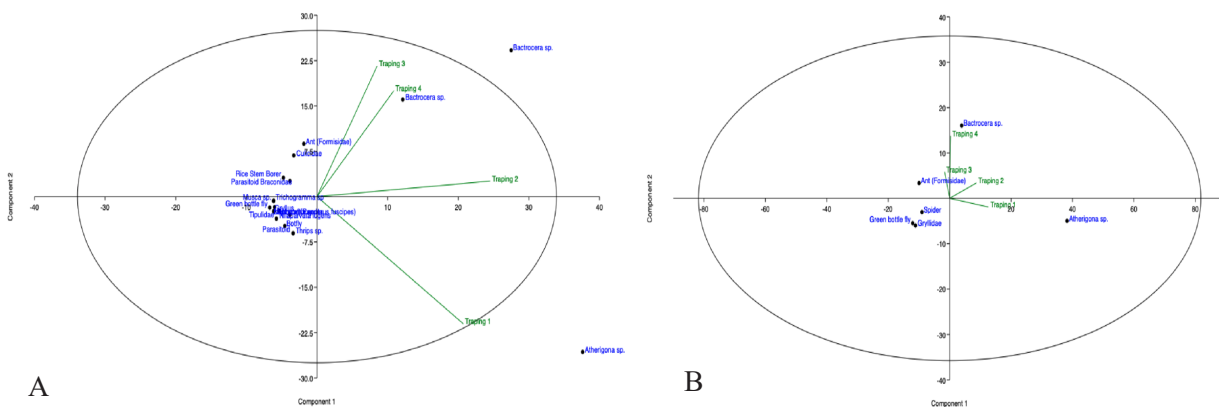 30.0
22.5
15.0
7.5
-7.5
-15.0
-22.5
-30.0
-40
-30
-20
-10
10
20
30
40
Component 2
Component 1
Bactrocera sp.
Traping 3
Traping 4
Bactrocera sp.
Ant (Formisidae)
Culicidae
Rice Stem Borer
Parasitoid Braconidae
Traping 2
Musca sp.
Trichogramma sp.
Green bottle fly
Gryllus
fuscipes)
Tipulidae
lugens
Botfly
Parasitoid
Thrips sp.
Traping 1
Atherigona sp.
A
40
30
20
10
-10
-20
-30
-40
-80
-60
-40
-20
20
40
60
80
Component 2
Component 1
Bactrocera sp.
Traping 4
Traping 3
Ant (Formisidae)
Traping 2
Traping 1
Spider
Green bottle fly
Gryllidae
Atherigona sp.
B